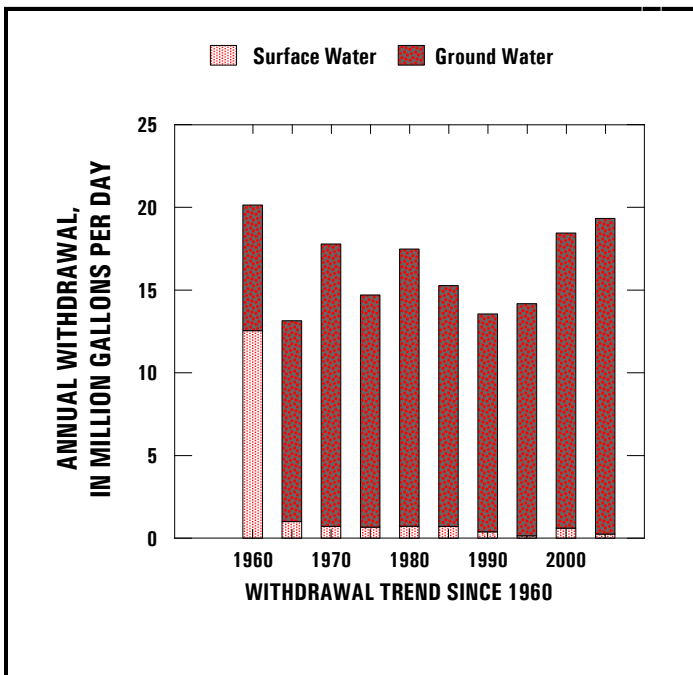 Surface Water Ground Water
ANNUAL WITHDRAWAL,
IN MILLION GALLONS PER DAY
25
20
15
10
5
0
1960 1970 1980 1990 2000
WITHDRAWAL TREND SINCE 1960